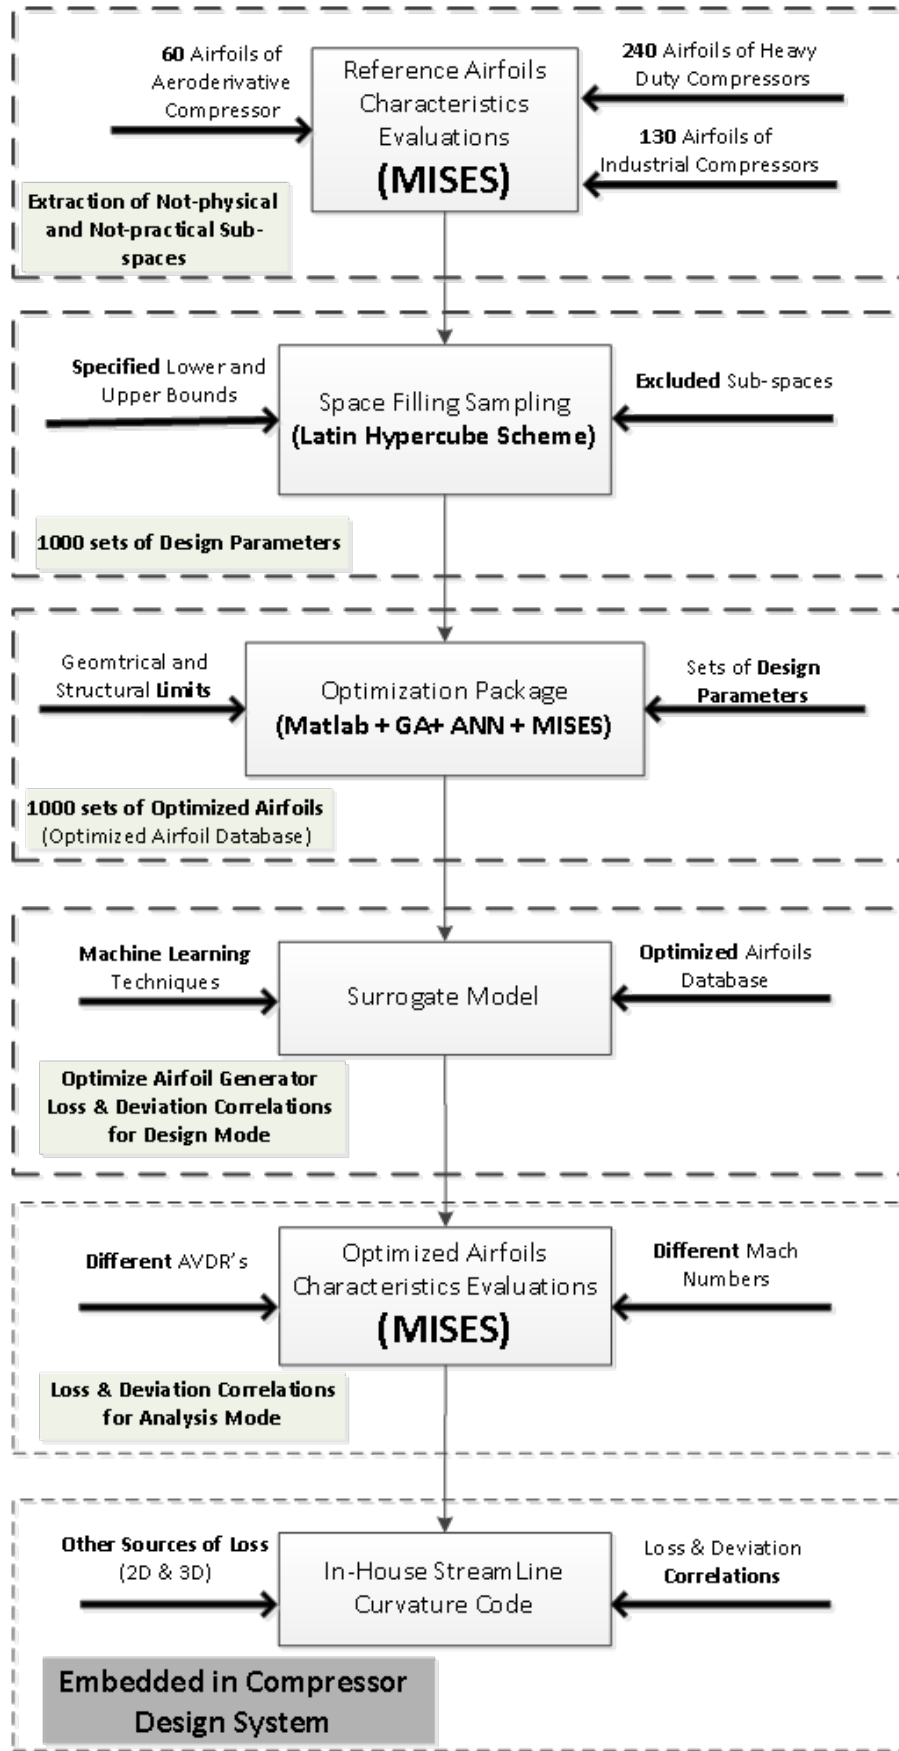 60 Airfoils of
Aeroderivative
Compressor
Reference Airfoils
Characteristics
Evaluations
(MISES)
240 Airfoils of Heavy
Duty Compressors
130 Airfoils of
Industrial Compressors
Extraction of Not-physical
and Not-practical Sub-
spaces
Specified Lower and
Upper Bounds
Space Filling Sampling
(Latin Hypercube Scheme)
Excluded Sub-spaces
1000 sets of Design Parameters
Geomtrical and
Structural Limits
Optimization Package
(Matlab + GA+ ANN + MISES)
Sets of Design
Parameters
1000 sets of Optimized Airfoils
(Optimized Airfoil Database)
Machine Learning
Techniques
Surrogate Model
Optimized Airfoils
Database
Optimize Airfoil Generator
Loss & Deviation Correlations
for Design Mode
Different AVDR's
Optimized Airfoils
Characteristics Evaluations
(MISES)
Different Mach
Numbers
Loss & Deviation Correlations
for Analysis Mode
Other Sources of Loss
(2D & 3D)
In-House StreamLine
Curvature Code
Loss & Deviation
Correlations
Embedded in Compressor
Design System